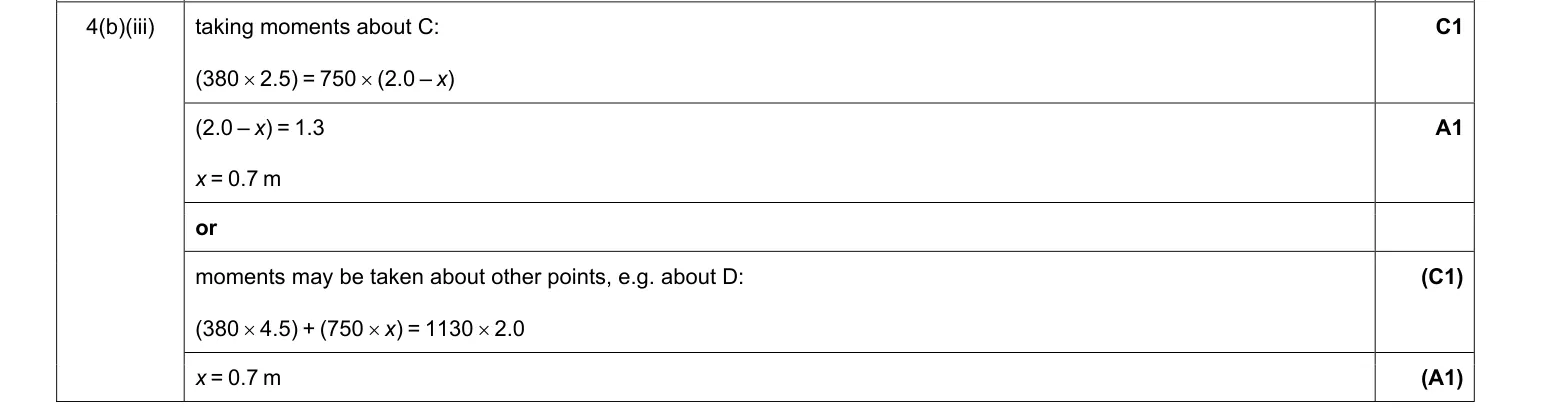 4(b)(iii) taking moments about C: C1
(380 × 2.5) = 750 × (2.0 – x)
(2.0 – x) = 1.3 A1
x = 0.7 m
or
moments may be taken about other points, e.g. about D: (C1)
(380 × 4.5) + (750 × x) = 1130 × 2.0
x = 0.7 m (A1)